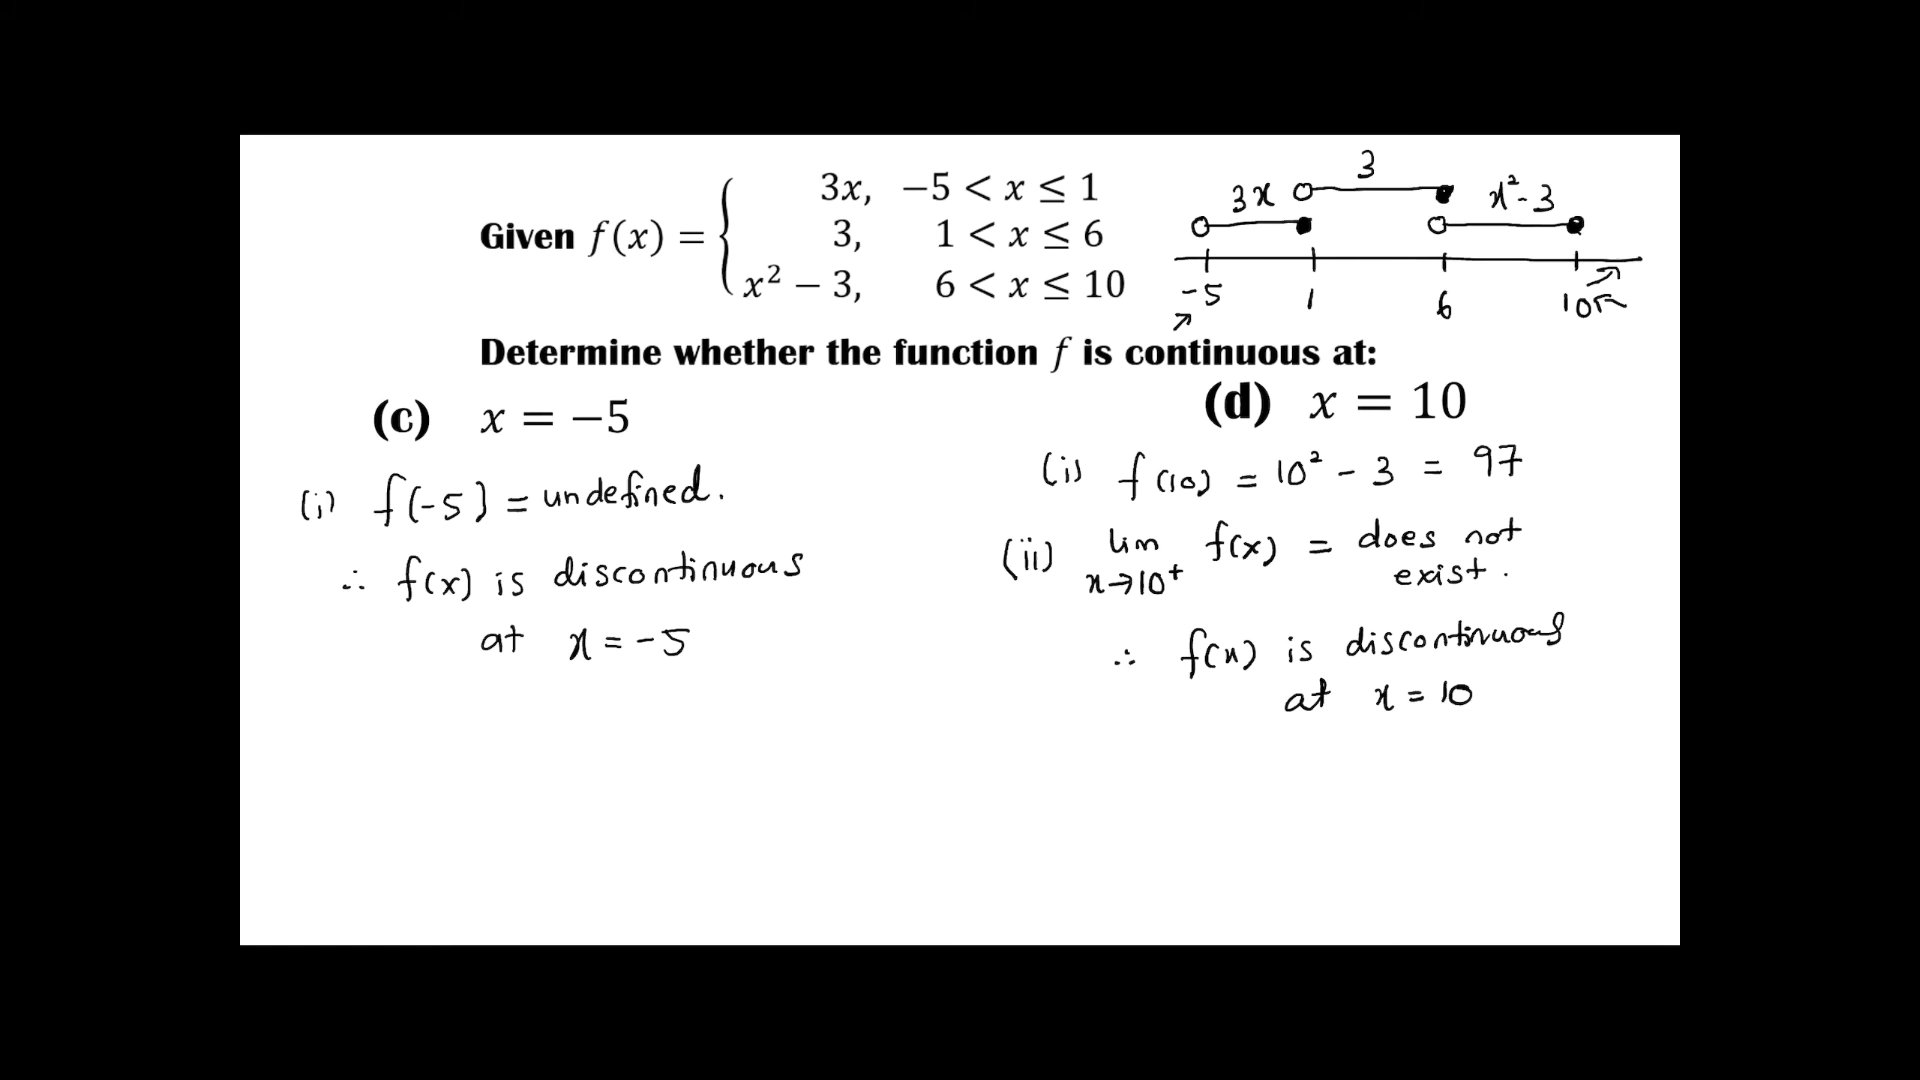 Given f(x) = { 3x, −5 < x ≤ 1
3, 1 < x ≤ 6
x² − 3, 6 < x ≤ 10
3x 3 x²-3
-5 1 6 10
Determine whether the function f is continuous at:
(c) x = −5
(i) f(-5) = undefined.
∴ f(x) is discontinuous
at x = -5
(d) x = 10
(i) f(10) = 10² - 3 = 97
(ii) lim x→10⁺ f(x) = does not
exist.
∴ f(x) is discontinuous
at x = 10